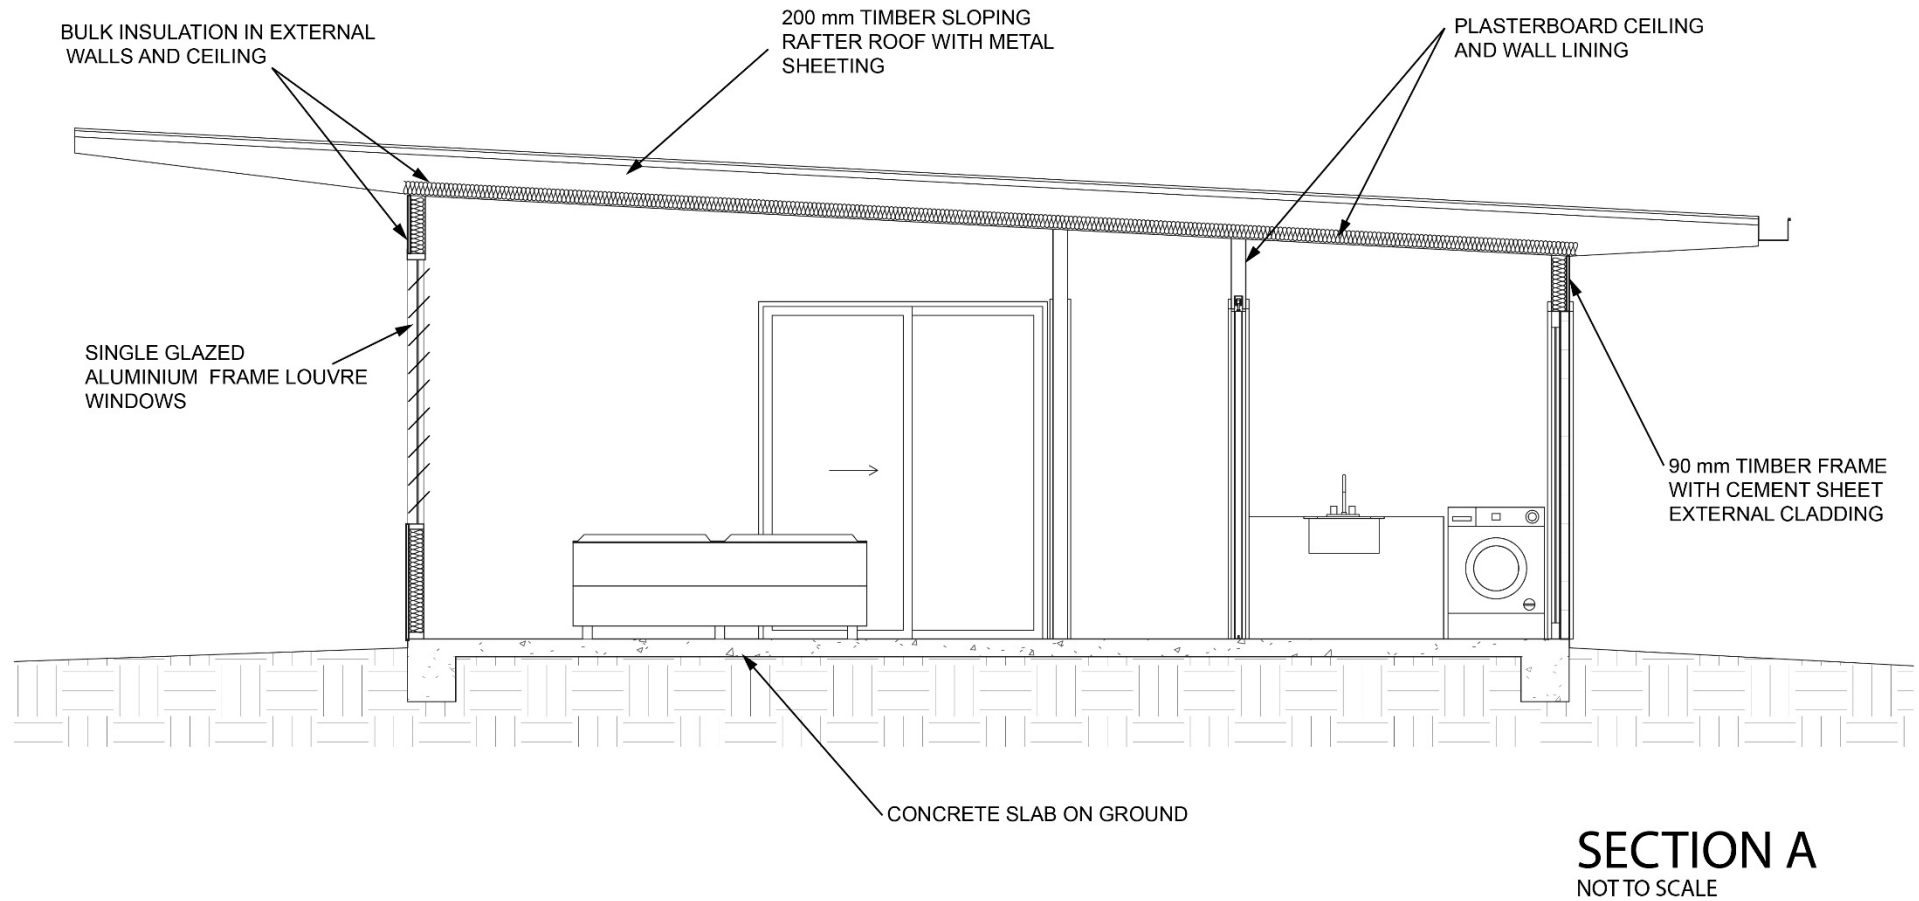 BULK INSULATION IN EXTERNAL
WALLS AND CEILING
200 mm TIMBER SLOPING
RAFTER ROOF WITH METAL
SHEETING
PLASTERBOARD CEILING
AND WALL LINING
SINGLE GLAZED
ALUMINIUM FRAME LOUVRE
WINDOWS
90 mm TIMBER FRAME
WITH CEMENT SHEET
EXTERNAL CLADDING
CONCRETE SLAB ON GROUND
SECTION A
NOT TO SCALE